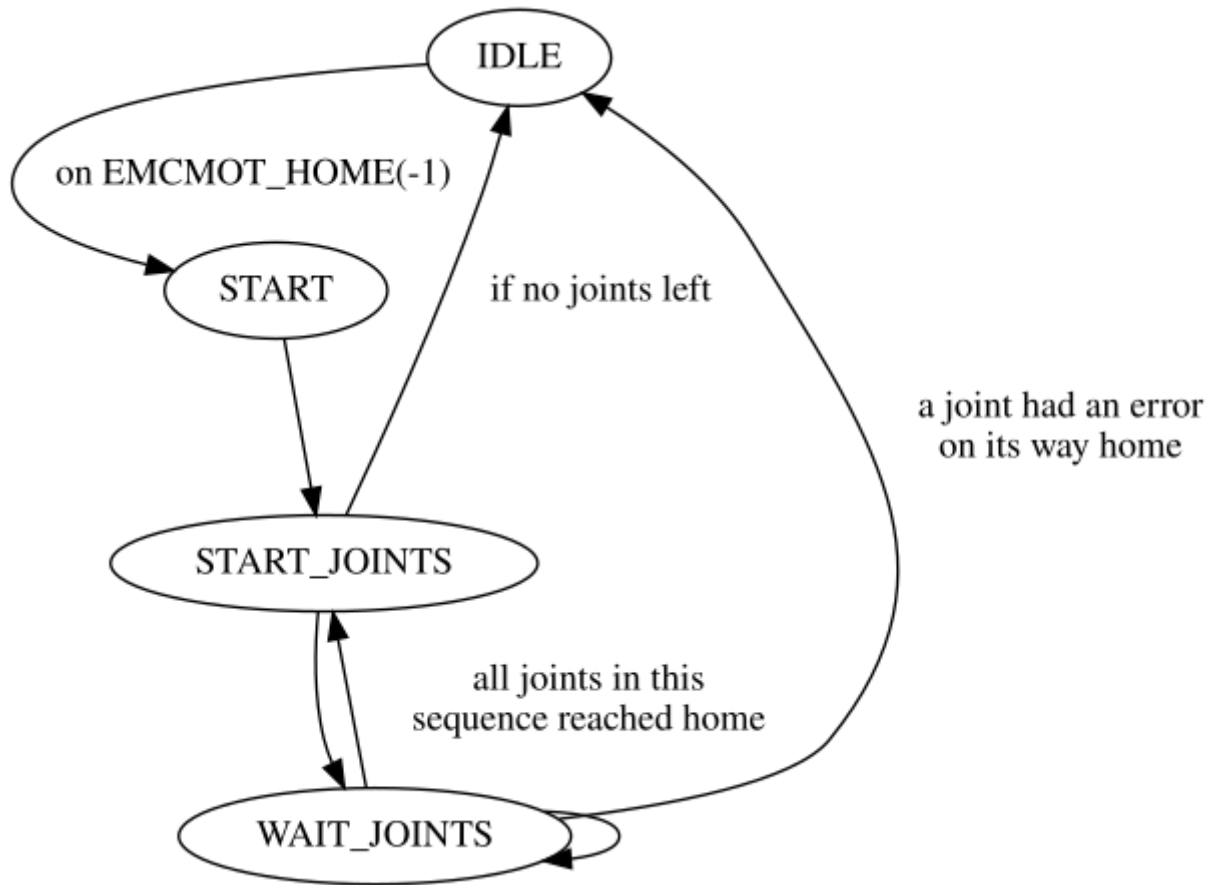 IDLE
on EMCMOT_HOME(-1)
START
if no joints left
a joint had an error
on its way home
START_JOINTS
all joints in this
sequence reached home
WAIT_JOINTS